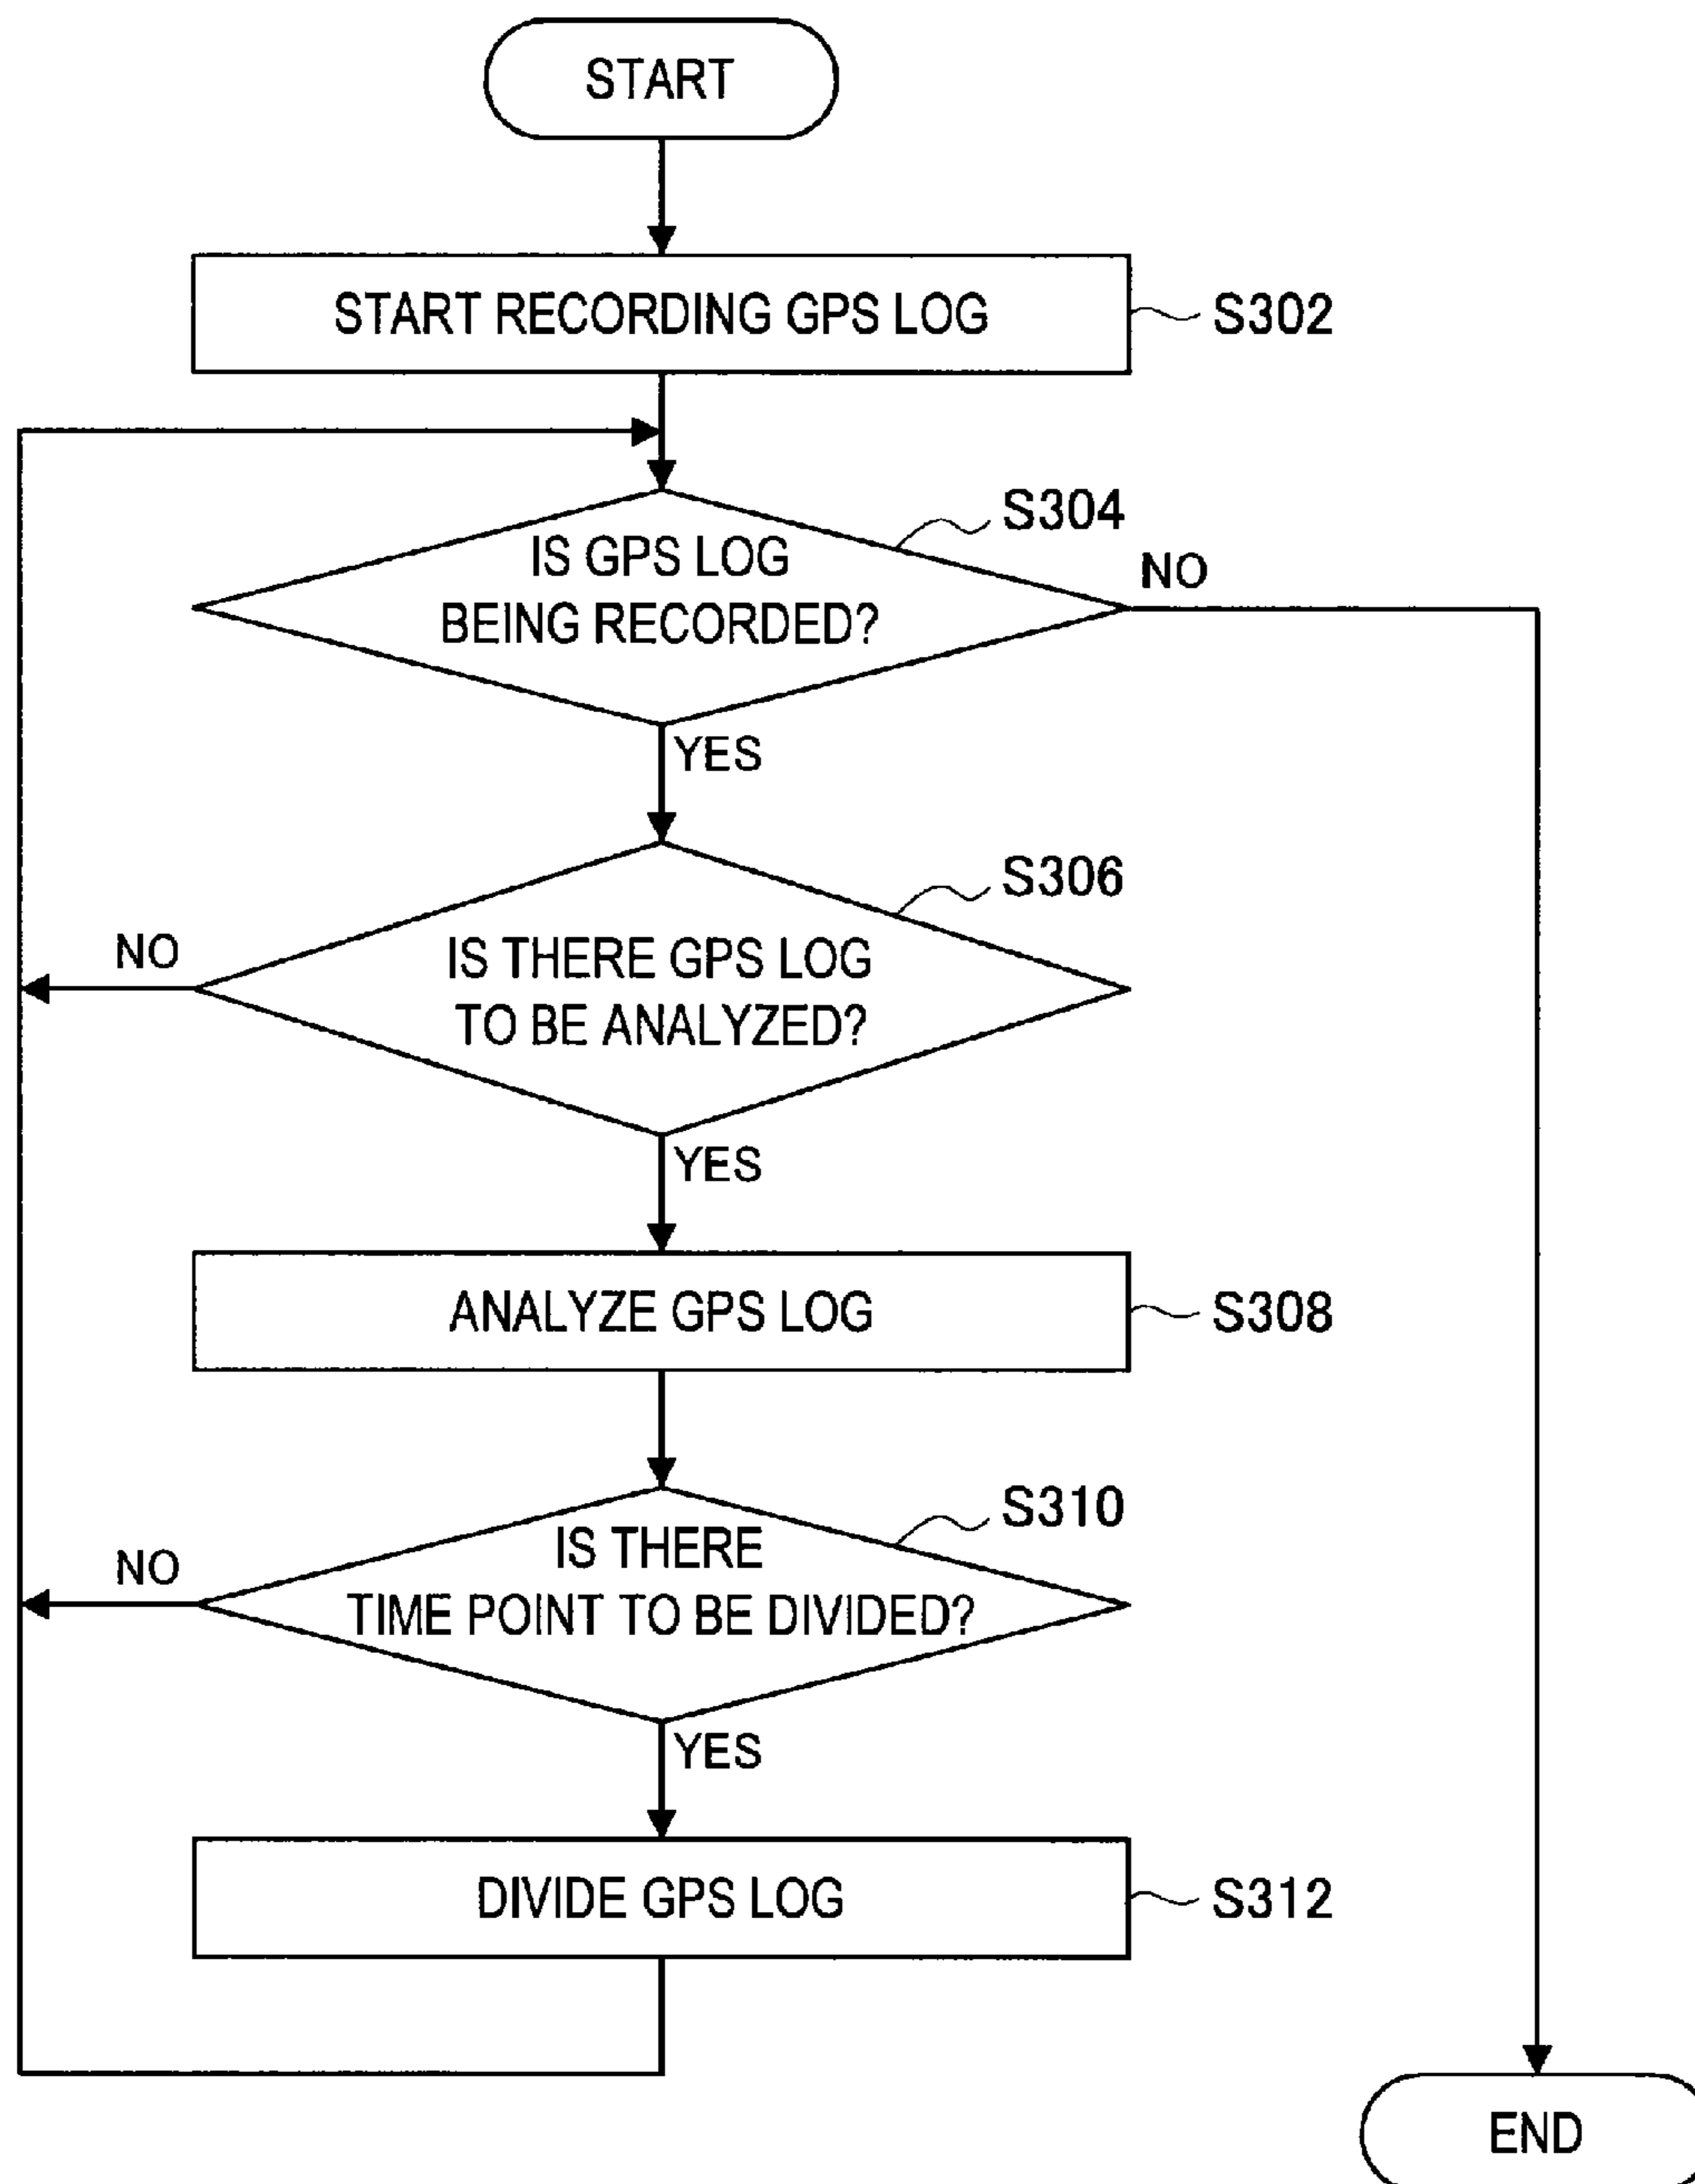 START
START RECORDING GPS LOG
S302
S304
IS GPS LOG
BEING RECORDED?
NO
YES
S306
NO
IS THERE GPS LOG
TO BE ANALYZED?
YES
ANALYZE GPS LOG
S308
S310
NO
IS THERE
TIME POINT TO BE DIVIDED?
YES
DIVIDE GPS LOG
S312
END